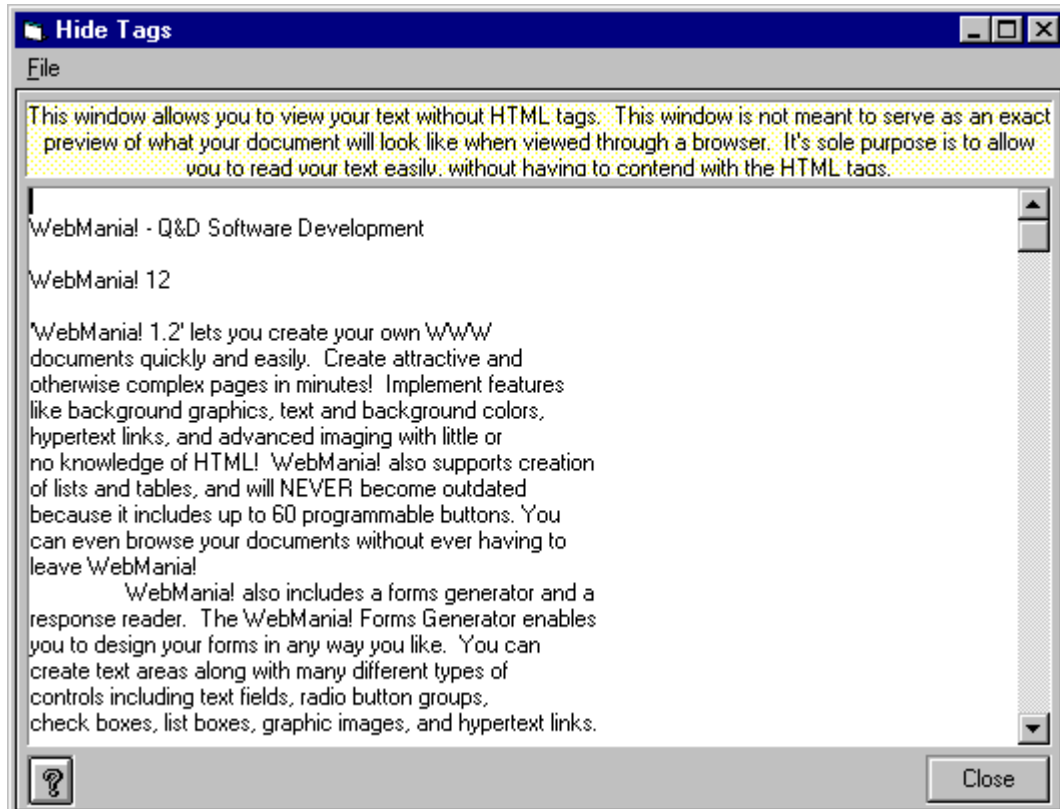 Hide Tags
File
This window allows you to view your text without HTML tags.  This window is not meant to serve as an exact
preview of what your document will look like when viewed through a browser.  It's sole purpose is to allow
you to read your text easily, without having to contend with the HTML tags.
WebMania! - Q&D Software Development
WebMania! 12
'WebMania! 1.2' lets you create your own WWW
documents quickly and easily.  Create attractive and
otherwise complex pages in minutes!  Implement features
like background graphics, text and background colors,
hypertext links, and advanced imaging with little or
no knowledge of HTML!  WebMania! also supports creation
of lists and tables, and will NEVER become outdated
because it includes up to 60 programmable buttons. You
can even browse your documents without ever having to
leave WebMania!
WebMania! also includes a forms generator and a
response reader.  The WebMania! Forms Generator enables
you to design your forms in any way you like.  You can
create text areas along with many different types of
controls including text fields, radio button groups,
check boxes, list boxes, graphic images, and hypertext links.
?
Close